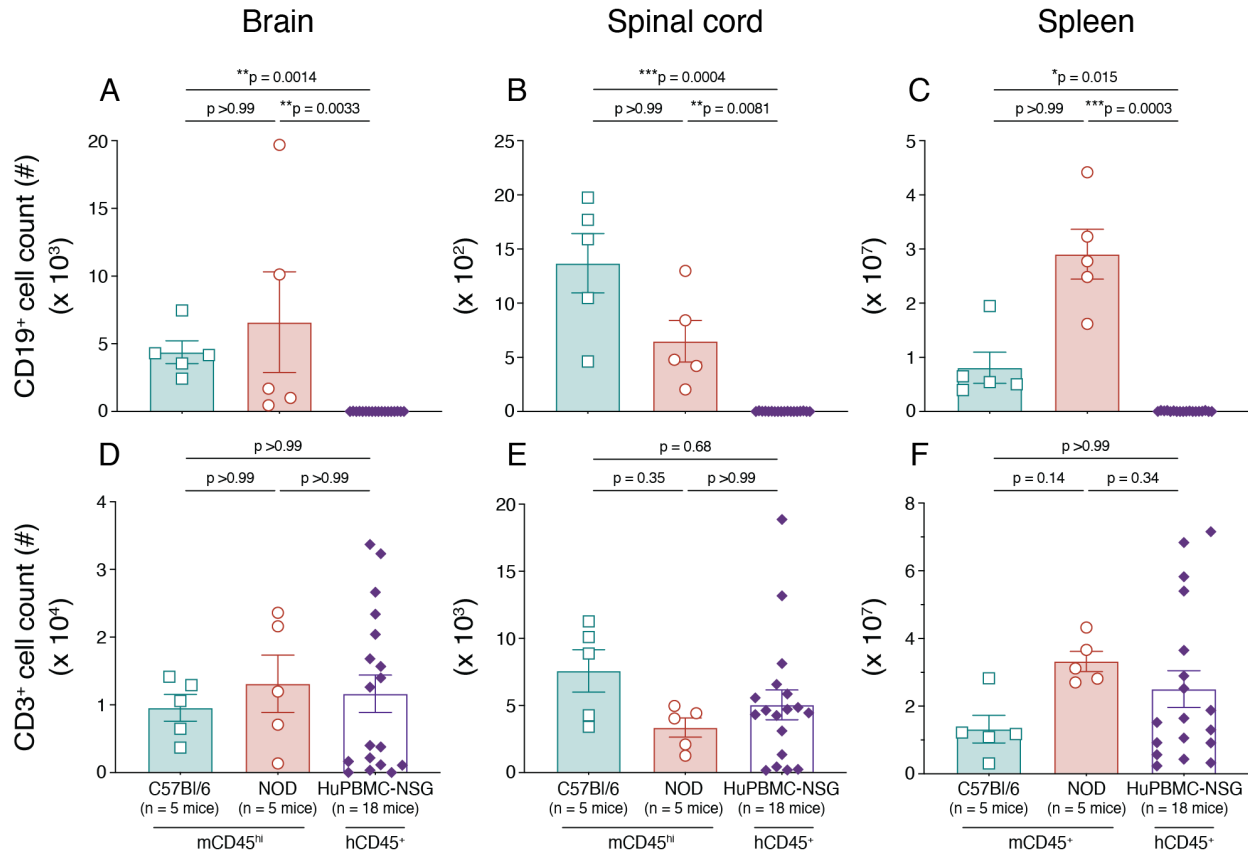 Brain
Spinal cord
Spleen
A
**p = 0.0014
p >0.99
**p = 0.0033
CD19⁺ cell count (#)
(x 10³)
20
15
10
5
0
B
***p = 0.0004
p >0.99
**p = 0.0081
(x 10²)
25
20
15
10
5
0
C
*p = 0.015
p >0.99
***p = 0.0003
(x 10⁷)
5
4
3
2
1
0
D
p >0.99
p >0.99
p >0.99
CD3⁺ cell count (#)
(x 10⁴)
4
3
2
1
0
C57Bl/6
(n = 5 mice)
NOD
(n = 5 mice)
HuPBMC-NSG
(n = 18 mice)
mCD45ʰⁱ
hCD45⁺
E
p = 0.68
p = 0.35
p >0.99
(x 10³)
20
15
10
5
0
C57Bl/6
(n = 5 mice)
NOD
(n = 5 mice)
HuPBMC-NSG
(n = 18 mice)
mCD45ʰⁱ
hCD45⁺
F
p >0.99
p = 0.14
p = 0.34
(x 10⁷)
8
6
4
2
0
C57Bl/6
(n = 5 mice)
NOD
(n = 5 mice)
HuPBMC-NSG
(n = 18 mice)
mCD45⁺
hCD45⁺